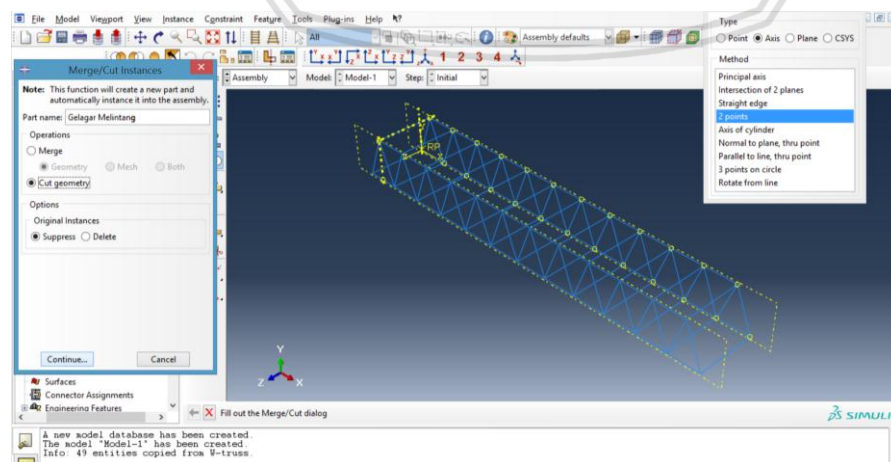 File Model Viewport View Instance Constraint Feature Tools Plug-ins Help
All
Assembly defaults
1 2 3 4
Assembly Model: Model-1 Step: Initial
Merge/Cut Instances
Note: This function will create a new part and
automatically instance it into the assembly.
Part name: Gelagar Melintang
Operations
Merge
Geometry Mesh Both
Cut geometry
Options
Original Instances
Suppress Delete
Continue... Cancel
Type
Point Axis Plane CSYS
Method
Principal axis
Intersection of 2 planes
Straight edge
2 points
Axis of cylinder
Normal to plane, thru point
Parallel to line, thru point
3 points on circle
Rotate from line
RP
X
Y
Z X
Surfaces
Connector Assignments
Engineering Features
Fill out the Merge/Cut dialog
SIMULI
A new model database has been created.
The model "Model-1" has been created.
Info: 49 entities copied from W-truss.